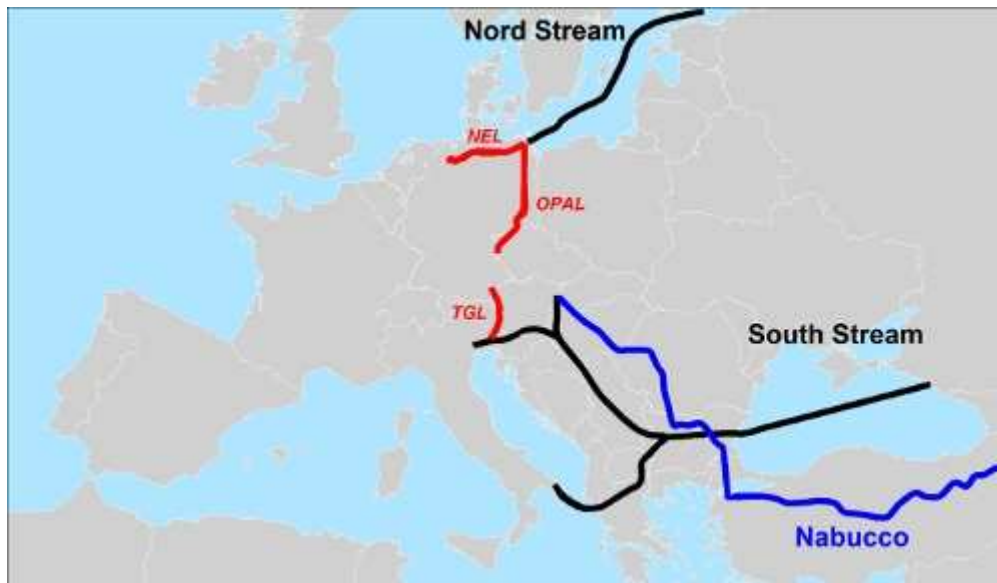 Nord Stream
NEL
OPAL
TGL
South Stream
Nabucco